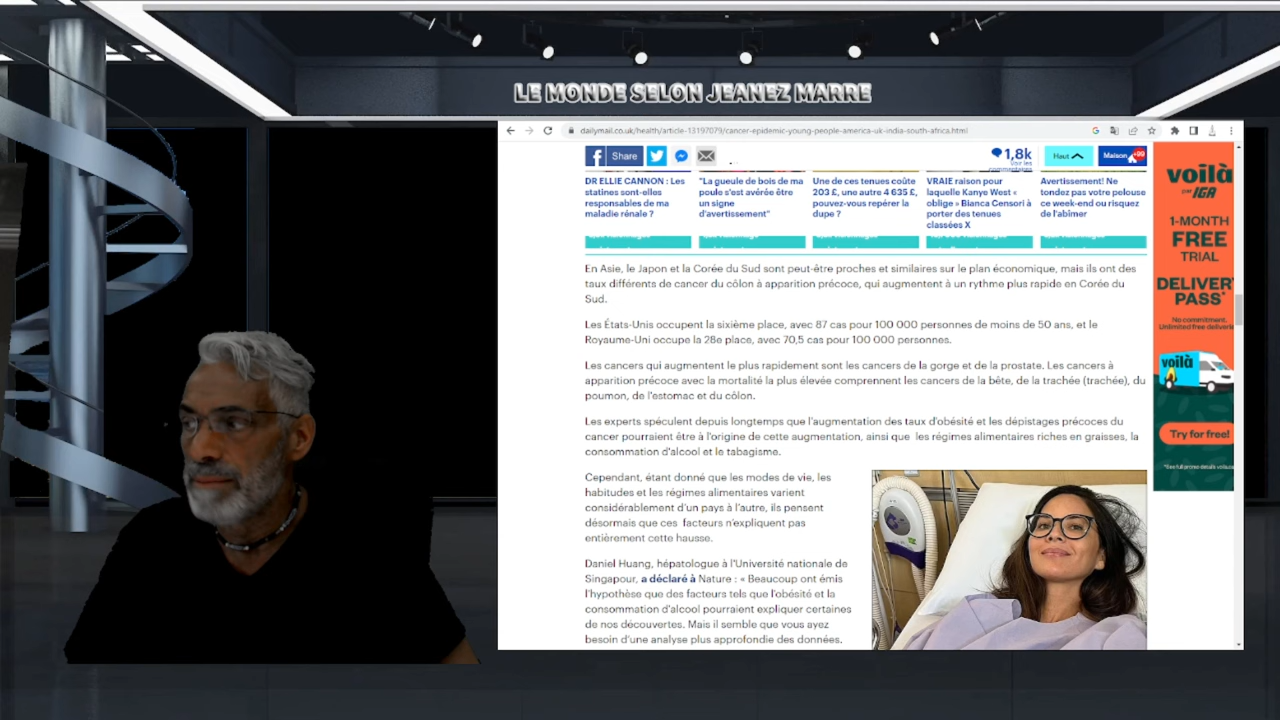 LE MONDE SELON JEANEZ MARRE
dailymail.co.uk/health/article-13197079/cancer-epidemic-young-people-america-uk-india-south-africa.html
Share
1,8k
Voir les
commentaires
Haut
Maison
+99
DR ELLIE CANNON : Les
statines sont-elles
responsables de ma
maladie rénale ?
"La gueule de bois de ma
poule s'est avérée être
un signe
d'avertissement"
Une de ces tenues coûte
203 £, une autre 4 635 £,
pouvez-vous repérer la
dupe ?
VRAIE raison pour
laquelle Kanye West «
oblige » Bianca Censori à
porter des tenues
classées X
Avertissement! Ne
tondez pas votre pelouse
ce week-end ou risquez
de l'abîmer
En Asie, le Japon et la Corée du Sud sont peut-être proches et similaires sur le plan économique, mais ils ont des
taux différents de cancer du côlon à apparition précoce, qui augmentent à un rythme plus rapide en Corée du
Sud.
Les États-Unis occupent la sixième place, avec 87 cas pour 100 000 personnes de moins de 50 ans, et le
Royaume-Uni occupe la 28e place, avec 70,5 cas pour 100 000 personnes.
Les cancers qui augmentent le plus rapidement sont les cancers de la gorge et de la prostate. Les cancers à
apparition précoce avec la mortalité la plus élevée comprennent les cancers de la bête, de la trachée (trachée), du
poumon, de l'estomac et du côlon.
Les experts spéculent depuis longtemps que l'augmentation des taux d'obésité et les dépistages précoces du
cancer pourraient être à l'origine de cette augmentation, ainsi que les régimes alimentaires riches en graisses, la
consommation d'alcool et le tabagisme.
Cependant, étant donné que les modes de vie, les
habitudes et les régimes alimentaires varient
considérablement d'un pays à l'autre, ils pensent
désormais que ces facteurs n'expliquent pas
entièrement cette hausse.
Daniel Huang, hépatologue à l'Université nationale de
Singapour, a déclaré à Nature : « Beaucoup ont émis
l'hypothèse que des facteurs tels que l'obésité et la
consommation d'alcool pourraient expliquer certaines
de nos découvertes. Mais il semble que vous ayez
besoin d'une analyse plus approfondie des données.
voilà
PAR IGA
1-MONTH
FREE
TRIAL
DELIVER
PASS*
No commitment.
Unlimited free deliverie
voilà
Try for free!